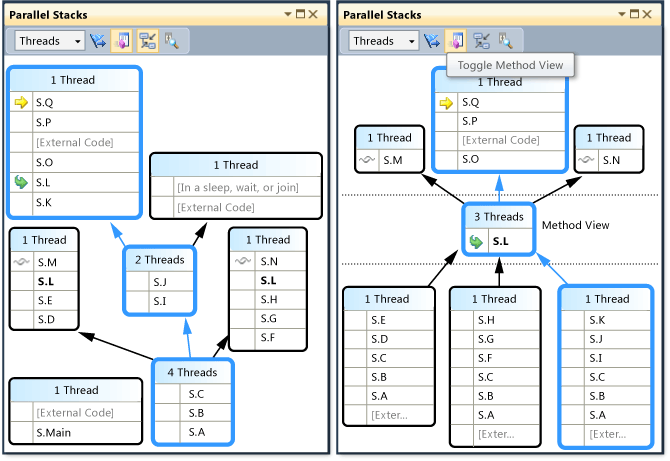 Parallel Stacks
Threads
1 Thread
S.Q
S.P
[External Code]
S.O
S.L
S.K
1 Thread
[In a sleep, wait, or join]
[External Code]
1 Thread
S.M
S.L
S.E
S.D
2 Threads
S.J
S.I
1 Thread
S.N
S.L
S.H
S.G
S.F
4 Threads
S.C
S.B
S.A
1 Thread
[External Code]
S.Main
Parallel Stacks
Threads
Toggle Method View
S.Q
S.P
[External Code]
S.O
1 Thread
S.M
1 Thread
S.N
3 Threads
S.L
Method View
1 Thread
S.E
S.D
S.C
S.B
S.A
[Exter...
1 Thread
S.H
S.G
S.F
S.C
S.B
S.A
[Exter...
1 Thread
S.K
S.J
S.I
S.C
S.B
S.A
[Exter...